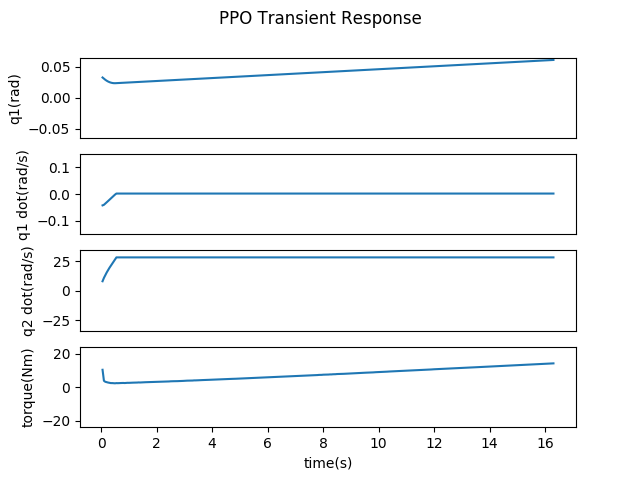 PPO Transient Response
q1(rad)
0.05
0.00
−0.05
q1 dot(rad/s)
0.1
0.0
−0.1
q2 dot(rad/s)
25
0
−25
torque(Nm)
20
0
−20
0 2 4 6 8 10 12 14 16
time(s)